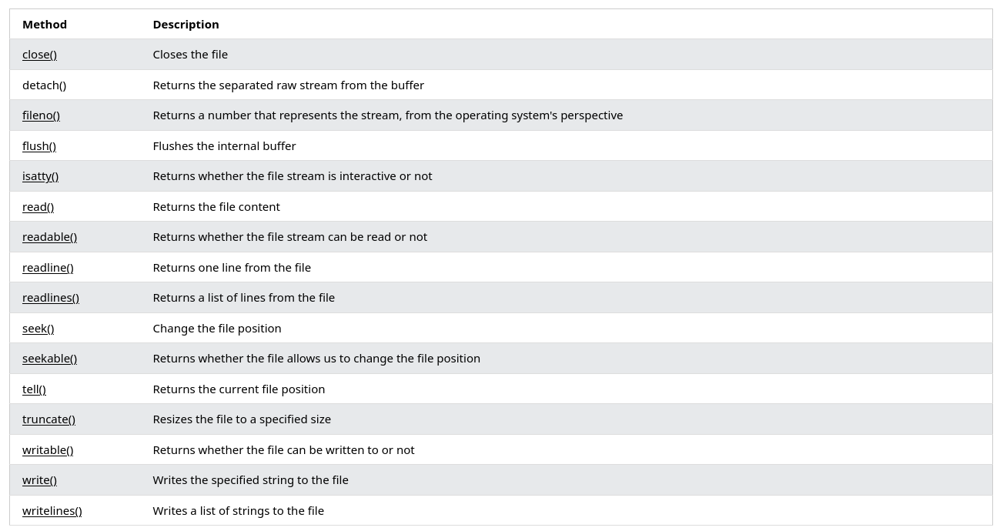 Method Description
close() Closes the file
detach() Returns the separated raw stream from the buffer
fileno() Returns a number that represents the stream, from the operating system's perspective
flush() Flushes the internal buffer
isatty() Returns whether the file stream is interactive or not
read() Returns the file content
readable() Returns whether the file stream can be read or not
readline() Returns one line from the file
readlines() Returns a list of lines from the file
seek() Change the file position
seekable() Returns whether the file allows us to change the file position
tell() Returns the current file position
truncate() Resizes the file to a specified size
writable() Returns whether the file can be written to or not
write() Writes the specified string to the file
writelines() Writes a list of strings to the file